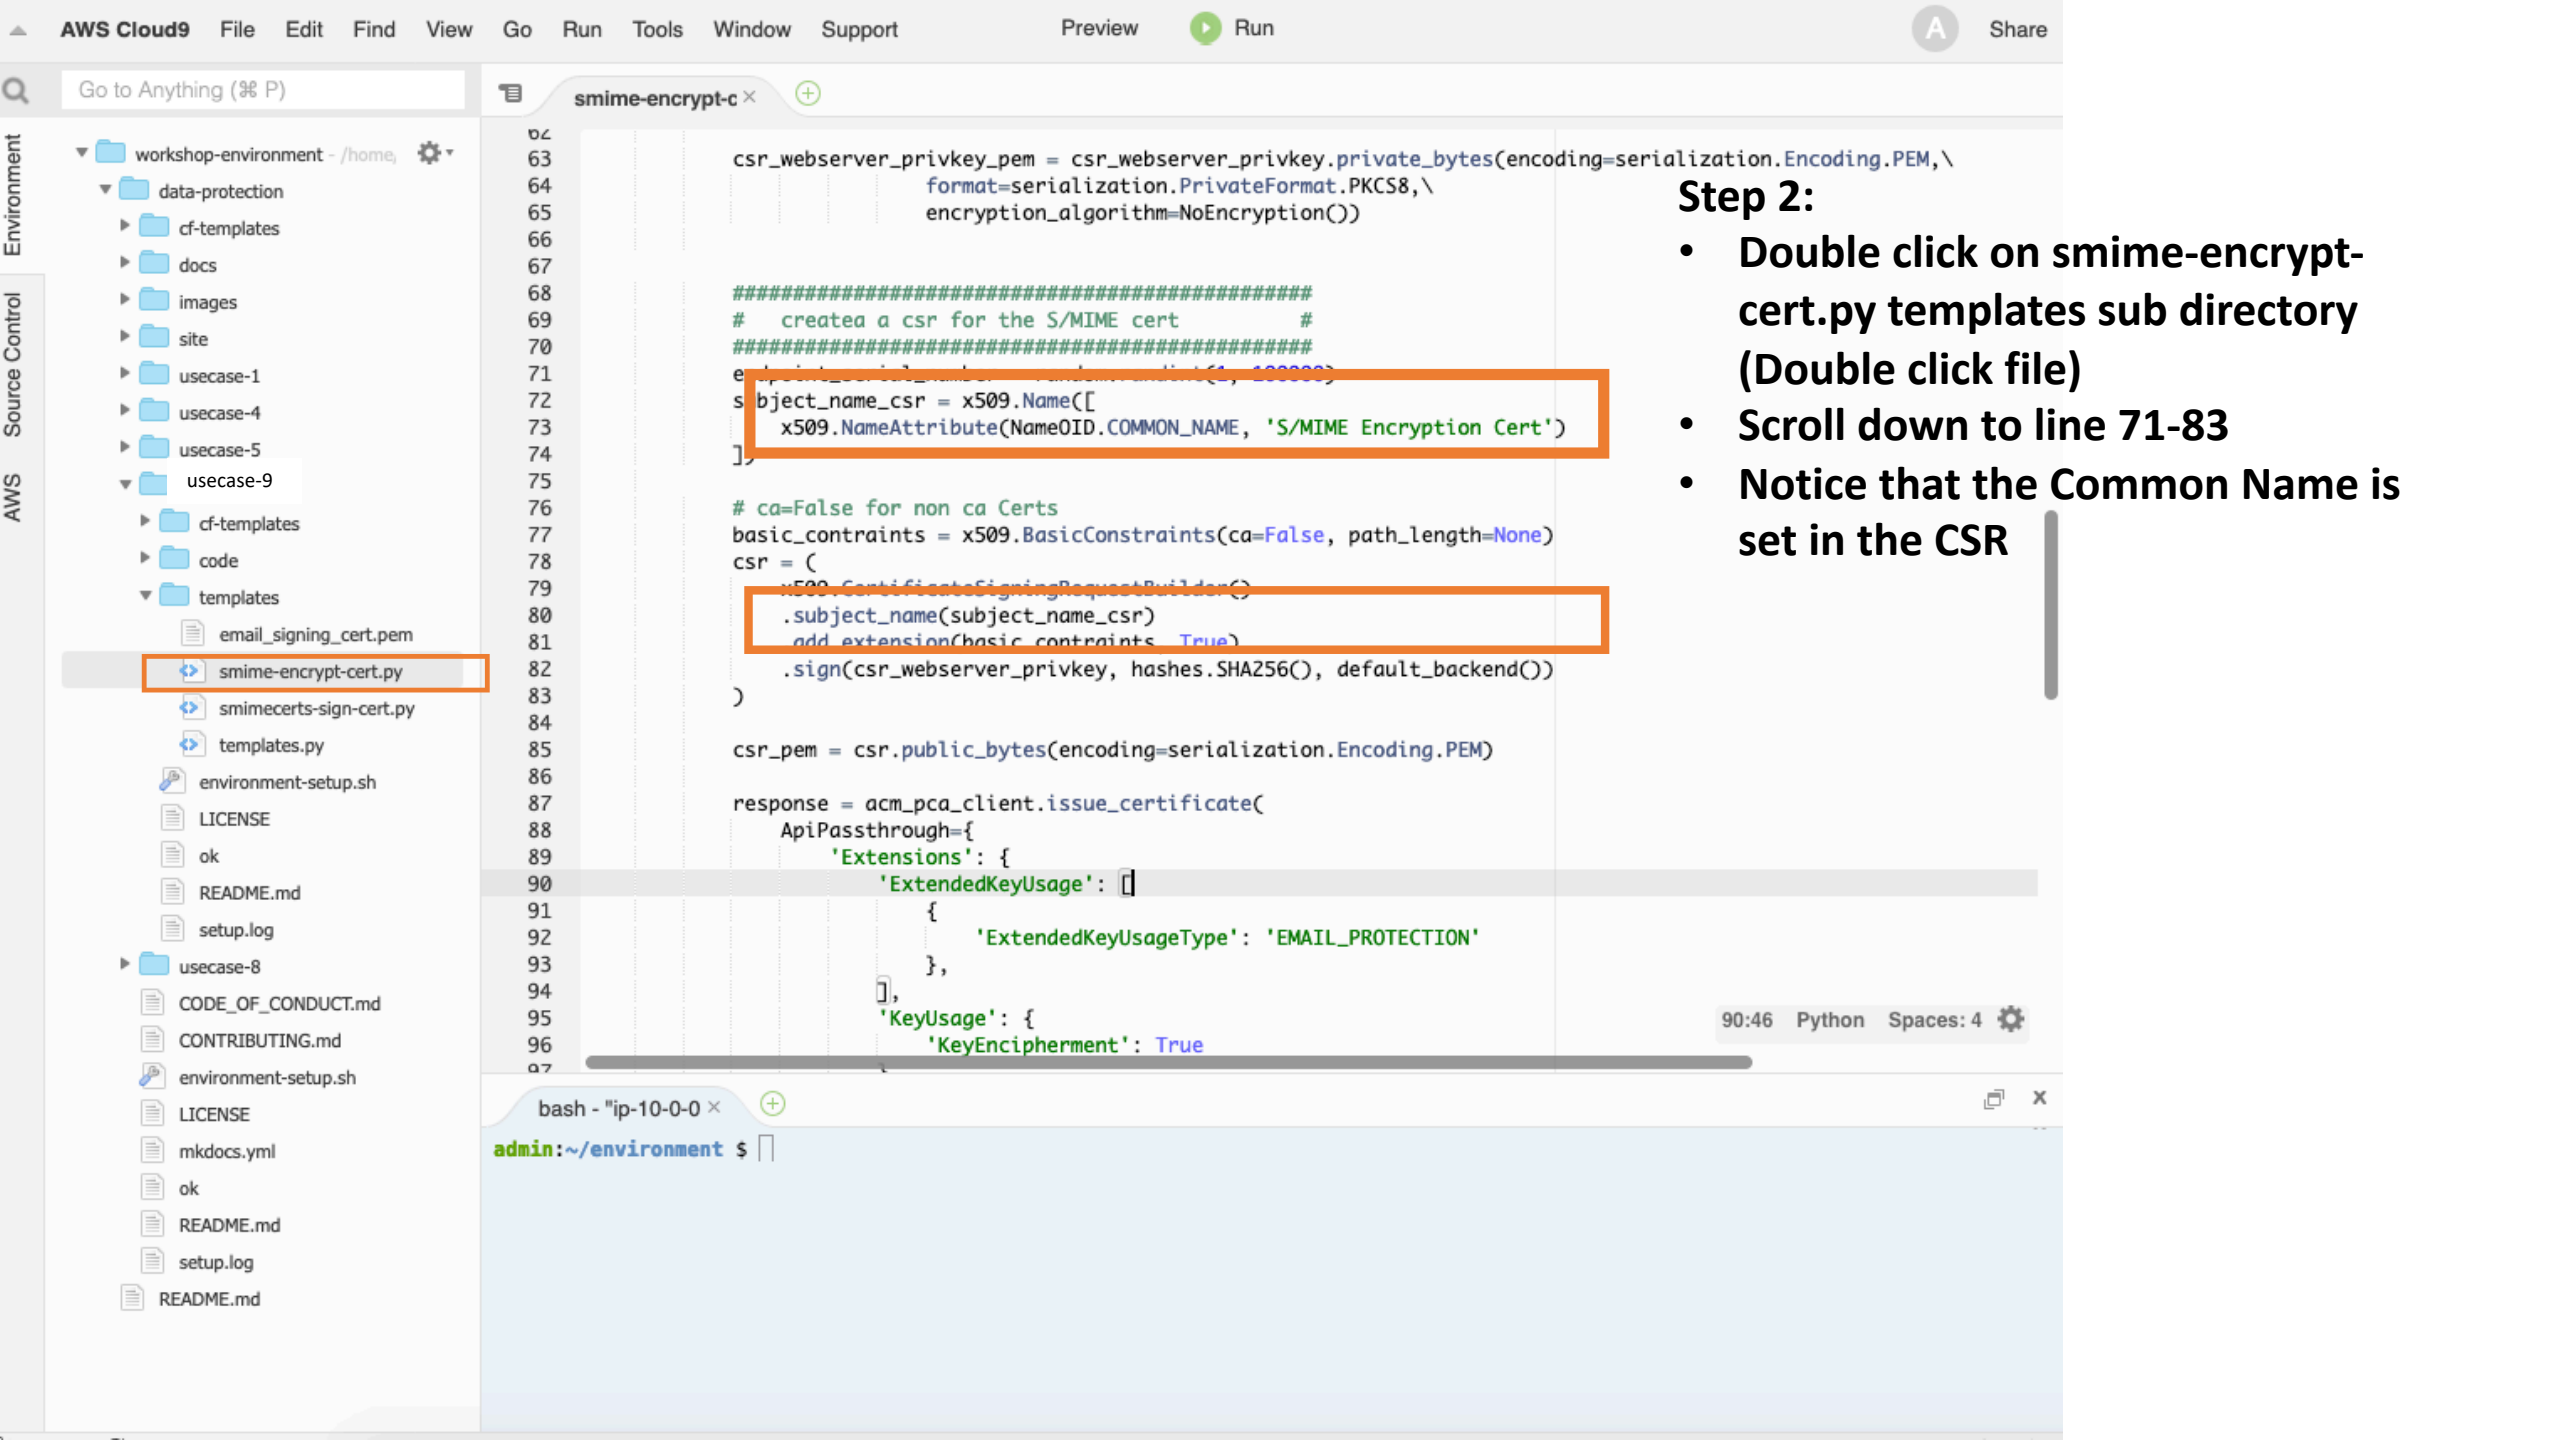 AWS Cloud9 File Edit Find View Go Run Tools Window Support Preview Run A Share
Go to Anything (⌘ P)
smime-encrypt-c ×
Environment
Source Control
AWS
workshop-environment - /home,
data-protection
cf-templates
docs
images
site
usecase-1
usecase-4
usecase-5
usecase-9
cf-templates
code
templates
email_signing_cert.pem
smime-encrypt-cert.py
smimecerts-sign-cert.py
templates.py
environment-setup.sh
LICENSE
ok
README.md
setup.log
usecase-8
CODE_OF_CONDUCT.md
CONTRIBUTING.md
environment-setup.sh
LICENSE
mkdocs.yml
ok
README.md
setup.log
README.md
62
63 csr_webserver_privkey_pem = csr_webserver_privkey.private_bytes(encoding=serialization.Encoding.PEM,\
64 format=serialization.PrivateFormat.PKCS8,\
65 encryption_algorithm=NoEncryption())
66
67
68 ################################################
69 # createa a csr for the S/MIME cert #
70 ################################################
71
72 subject_name_csr = x509.Name([
73 x509.NameAttribute(NameOID.COMMON_NAME, 'S/MIME Encryption Cert')
74 ])
75
76 # ca=False for non ca Certs
77 basic_contraints = x509.BasicConstraints(ca=False, path_length=None)
78 csr = (
79 x509.CertificateSigningRequestBuilder()
80 .subject_name(subject_name_csr)
81 .add_extension(basic_contraints, True)
82 .sign(csr_webserver_privkey, hashes.SHA256(), default_backend())
83 )
84
85 csr_pem = csr.public_bytes(encoding=serialization.Encoding.PEM)
86
87 response = acm_pca_client.issue_certificate(
88 ApiPassthrough={
89 'Extensions': {
90 'ExtendedKeyUsage': [
91 {
92 'ExtendedKeyUsageType': 'EMAIL_PROTECTION'
93 },
94 ],
95 'KeyUsage': {
96 'KeyEncipherment': True
97
90:46 Python Spaces: 4
bash - "ip-10-0-0 ×
admin:~/environment $
Step 2:
• Double click on smime-encrypt-
cert.py templates sub directory
(Double click file)
• Scroll down to line 71-83
• Notice that the Common Name is
set in the CSR